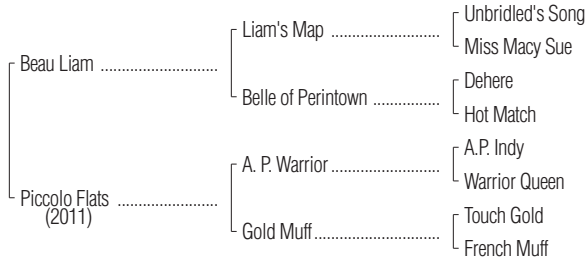 Unbridled's Song
Liam's Map ........................
Miss Macy Sue
Beau Liam ..........................
Dehere
Belle of Perintown ...............
Hot Match
A.P. Indy
A. P. Warrior ........................
Warrior Queen
Piccolo Flats ......................
(2011)
Touch Gold
Gold Muff ............................
French Muff